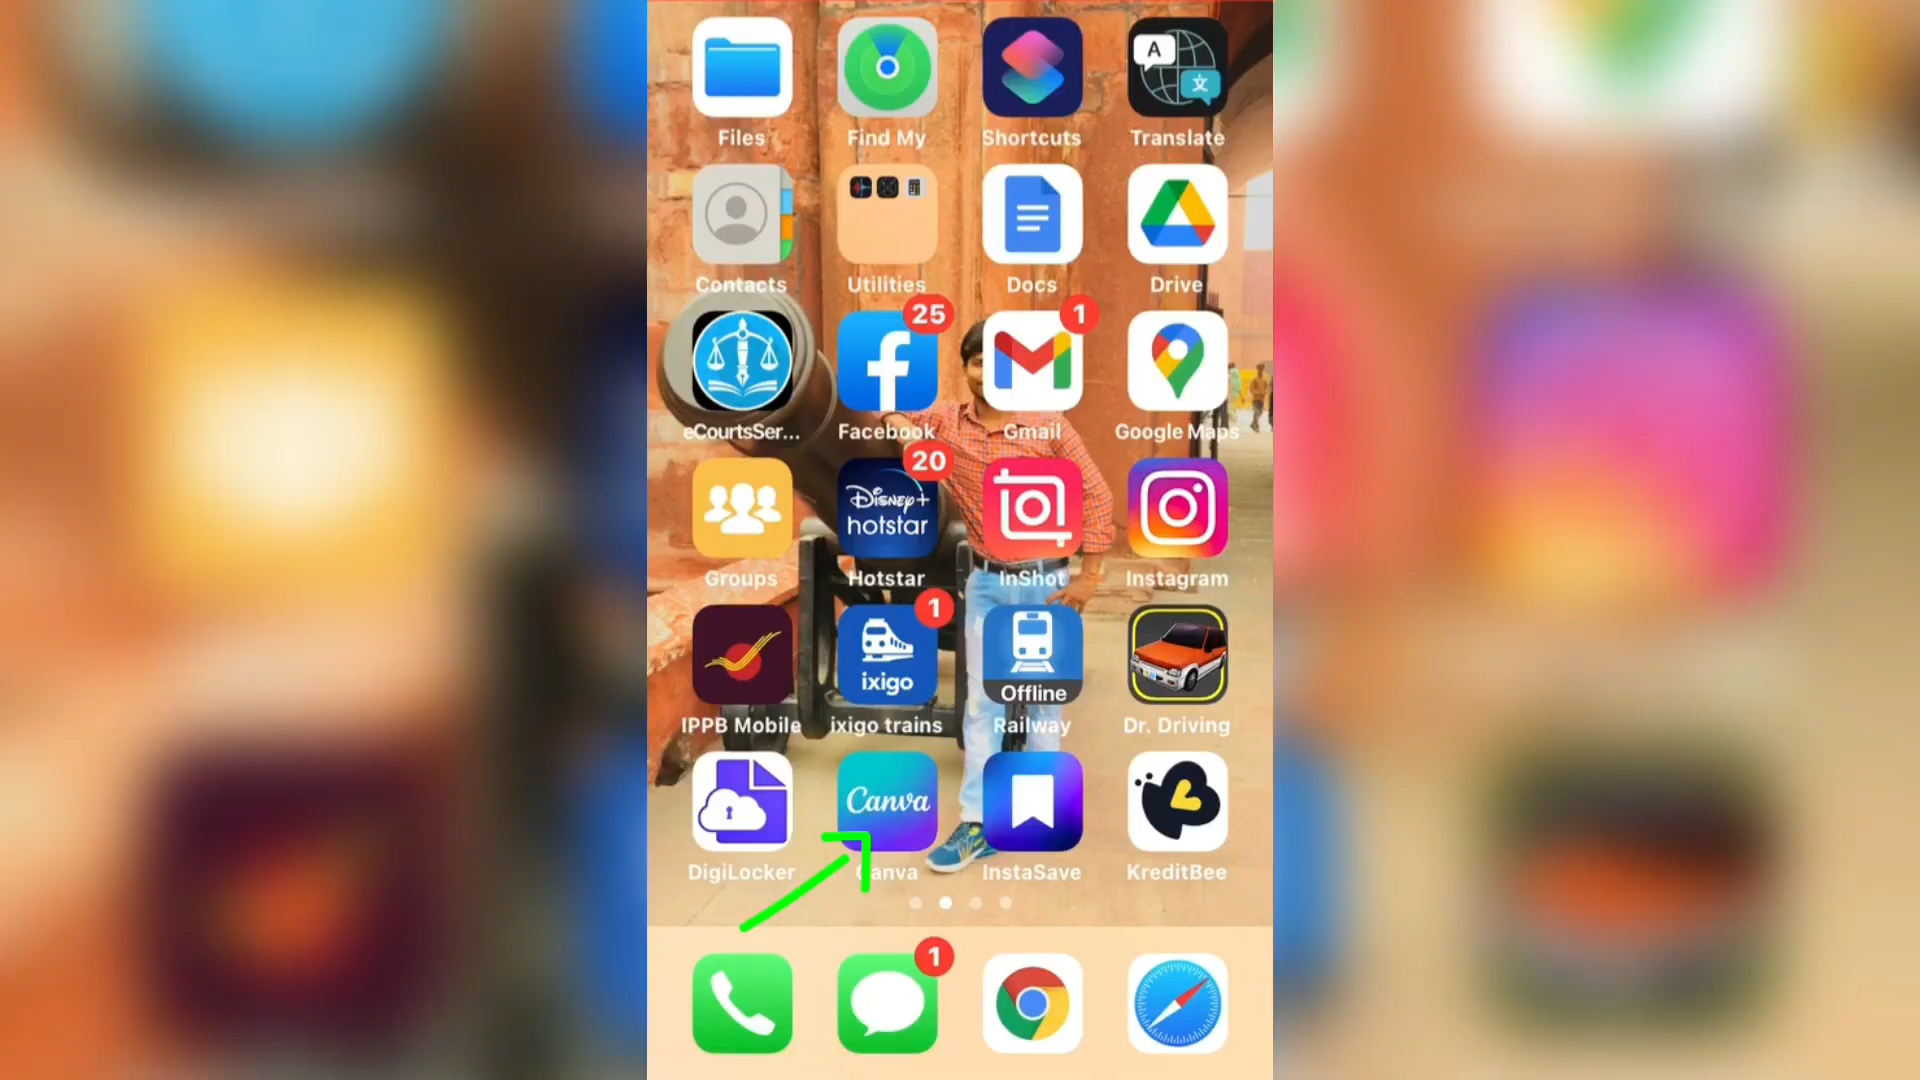 A
文
Files
Find My
Shortcuts
Translate
Contacts
Utilities
Docs
Drive
25
1
eCourtsSer...
Facebook
Gmail
Google Maps
20
Disney+
hotstar
Groups
Hotstar
InShot
Instagram
1
ixigo
Offline
IPPB Mobile
ixigo trains
Railway
Dr. Driving
Canva
DigiLocker
Canva
InstaSave
KreditBee
1